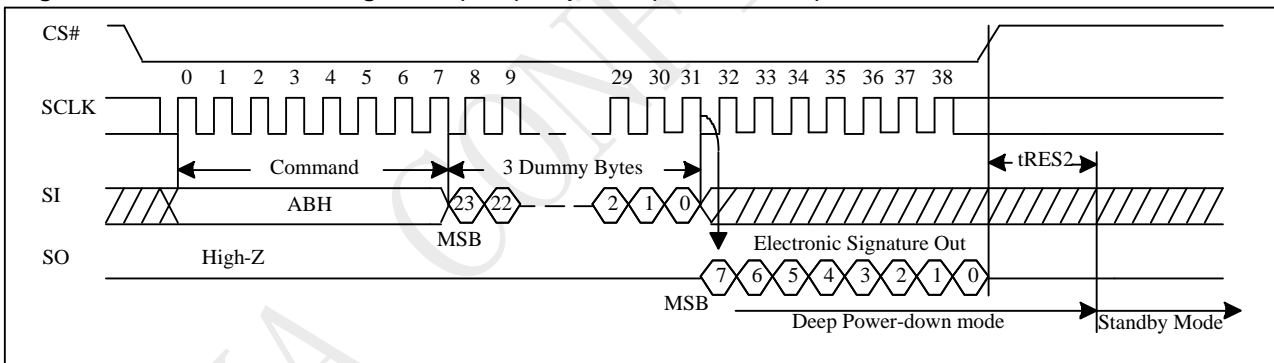 CS#
0 1 2 3 4 5 6 7 8 9 29 30 31 32 33 34 35 36 37 38
SCLK
Command 3 Dummy Bytes tRES2
SI ABH 23 22 2 1 0
MSB Electronic Signature Out
SO High-Z
7 6 5 4 3 2 1 0
MSB
Deep Power-down mode Standby Mode